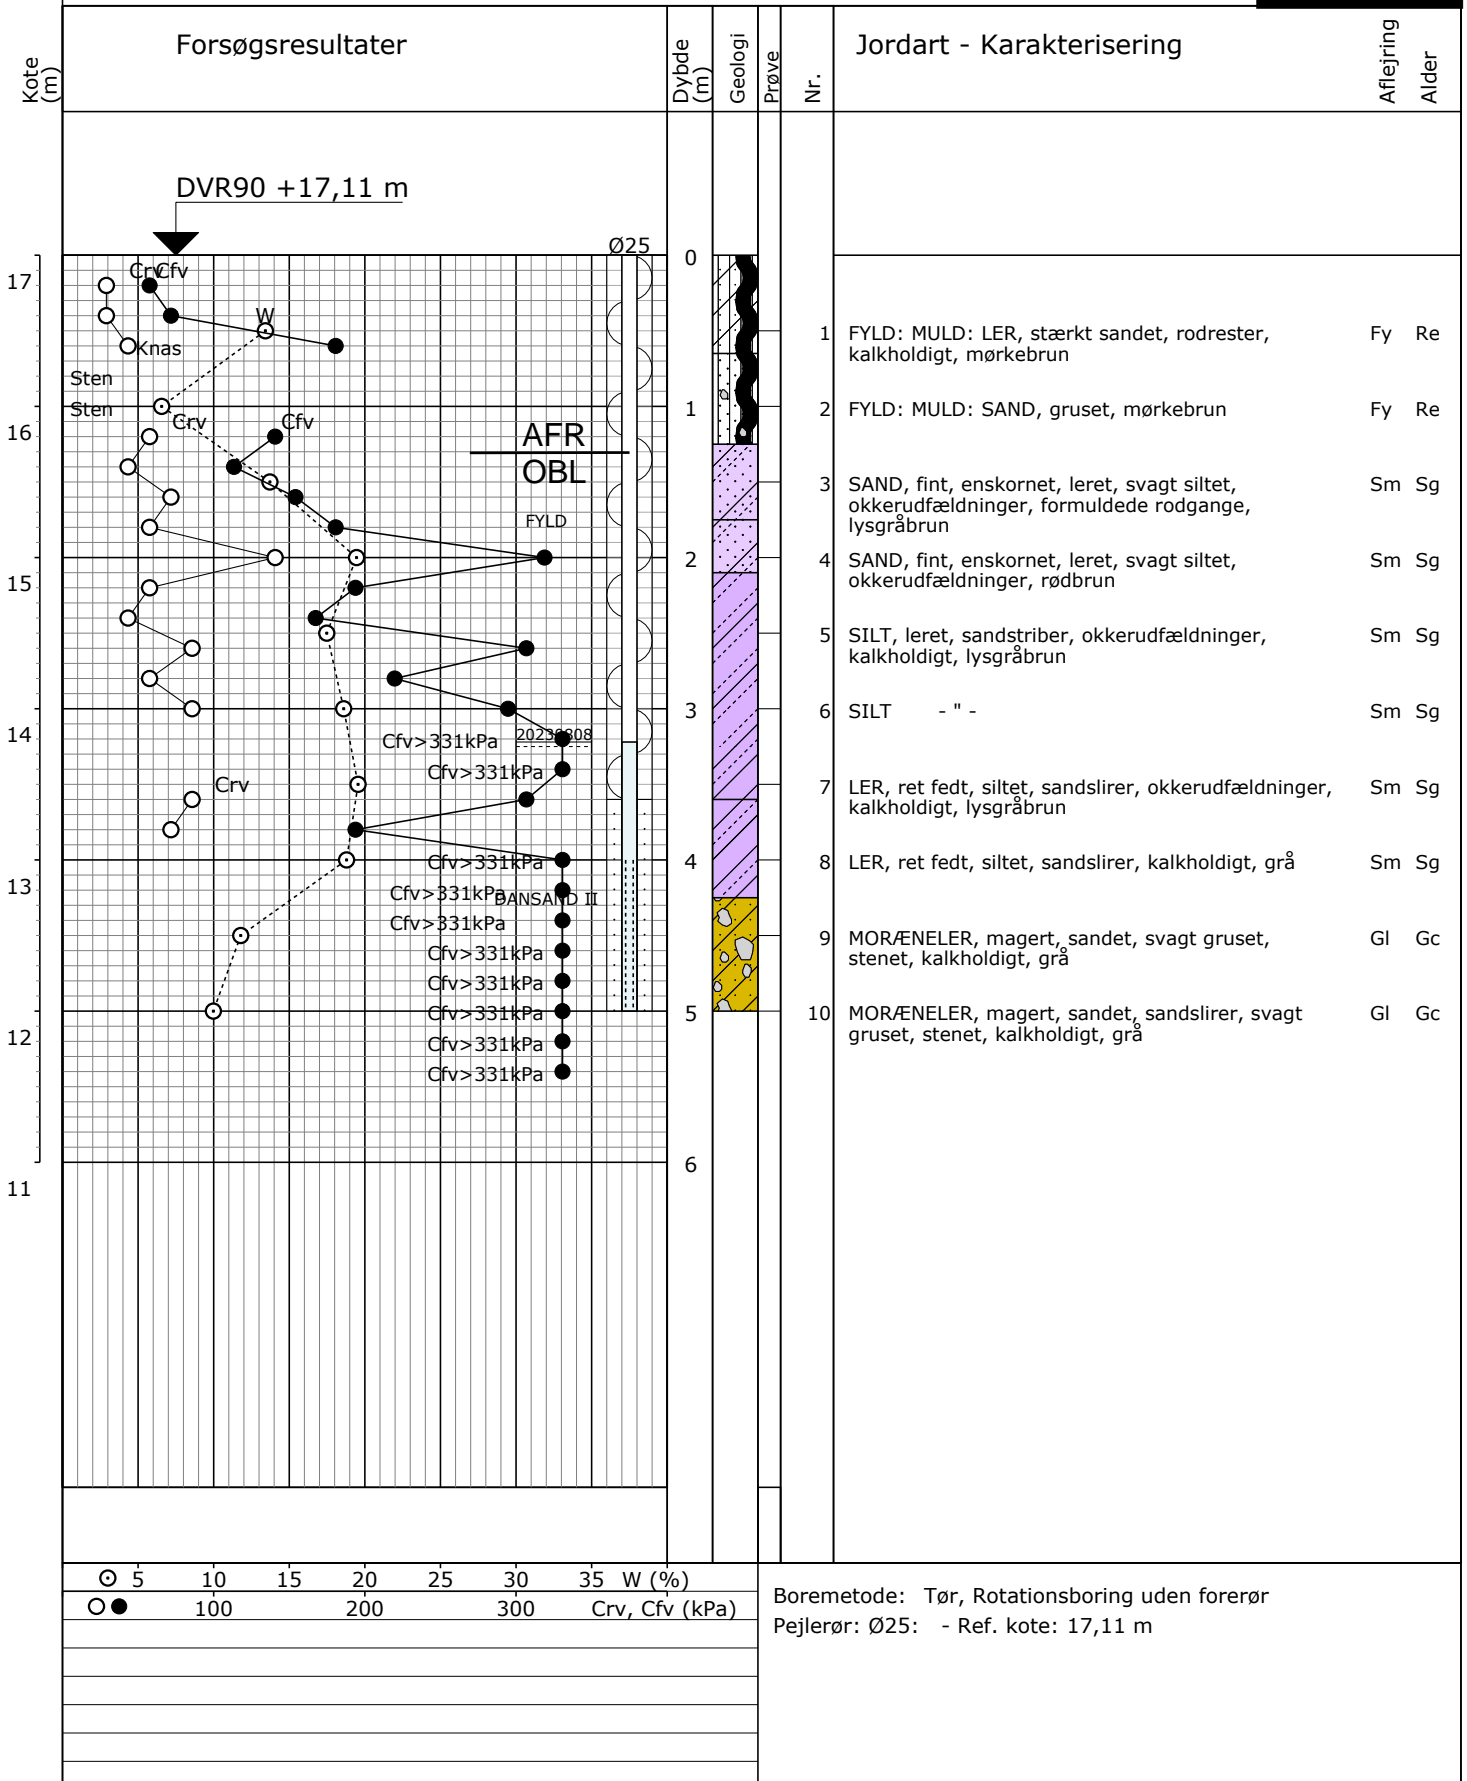 Kote (m)
Forsøgsresultater
Dybde (m)
Geologi
Prøve
Nr.
Jordart - Karakterisering
Aflejring
Alder
DVR90 +17,11 m
Ø25
0
Crv Cfv
17
W
1 FYLD: MULD: LER, stærkt sandet, rodrester, Fy Re
kalkholdigt, mørkebrun
Knas
Sten
Sten
1
2 FYLD: MULD: SAND, gruset, mørkebrun Fy Re
Crv Cfv
16
AFR
OBL
3 SAND, fint, enskornet, leret, svagt siltet, Sm Sg
okkerudfældninger, formuldede rodgange,
lysgråbrun
FYLD
2
4 SAND, fint, enskornet, leret, svagt siltet, Sm Sg
okkerudfældninger, rødbrun
15
5 SILT, leret, sandstriber, okkerudfældninger, Sm Sg
kalkholdigt, lysgråbrun
3
6 SILT - " - Sm Sg
14
20230808
Cfv>331kPa
Cfv>331kPa
Crv
7 LER, ret fedt, siltet, sandslirer, okkerudfældninger, Sm Sg
kalkholdigt, lysgråbrun
Cfv>331kPa
4
8 LER, ret fedt, siltet, sandslirer, kalkholdigt, grå Sm Sg
13
Cfv>331kPa
DANSAND II
Cfv>331kPa
9 MORÆNELER, magert, sandet, svagt gruset, Gl Gc
stenet, kalkholdigt, grå
Cfv>331kPa
Cfv>331kPa
Cfv>331kPa
5
10 MORÆNELER, magert, sandet, sandslirer, svagt Gl Gc
gruset, stenet, kalkholdigt, grå
12
Cfv>331kPa
Cfv>331kPa
6
11
5 10 15 20 25 30 35 W (%)
100 200 300 Crv, Cfv (kPa)
Boremetode: Tør, Rotationsboring uden forerør
Pejlerør: Ø25: - Ref. kote: 17,11 m